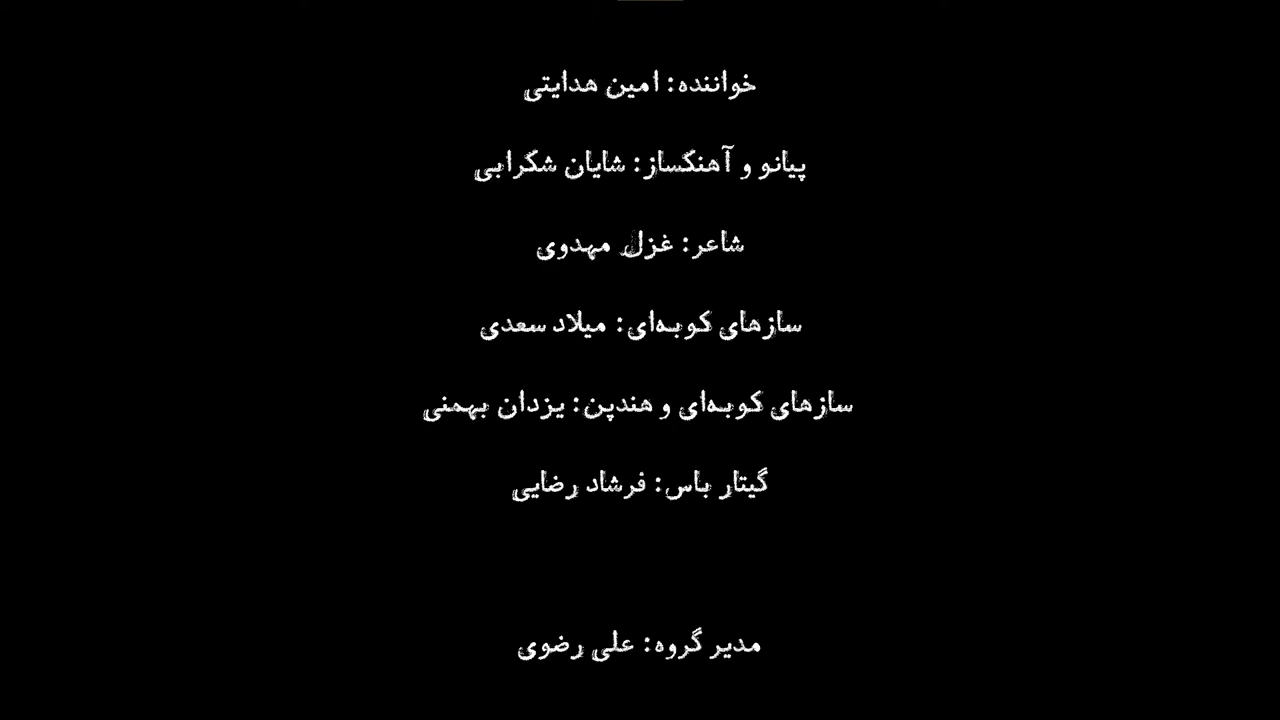 خواننده: امین هدایتی
پیانو و آهنگساز: شایان شکرابی
شاعر: غزل مهدوی
سازهای کوبه‌ای: میلاد سعدی
سازهای کوبه‌ای و هندپن: یزدان بهمنی
گیتار باس: فرشاد رضایی
مدیر گروه: علی رضوی